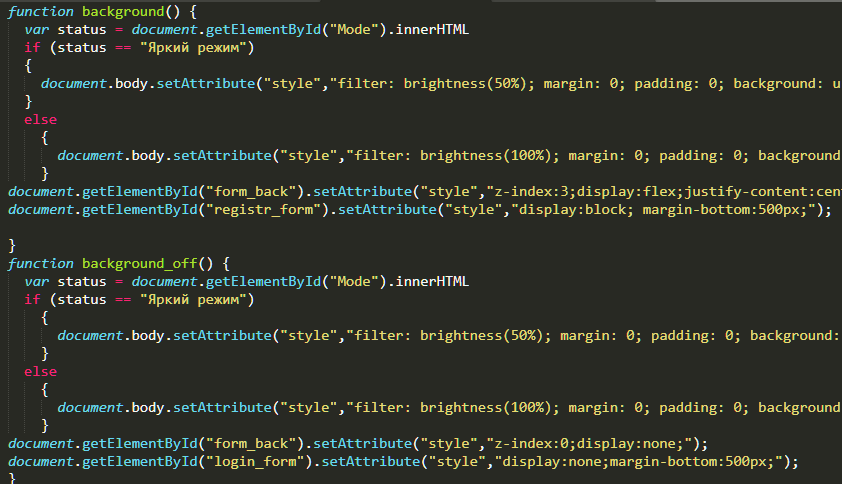 function background() {
var status = document.getElementById("Mode").innerHTML
if (status == "Яркий режим")
{
document.body.setAttribute("style","filter: brightness(50%); margin: 0; padding: 0; background: u
}
else
{
document.body.setAttribute("style","filter: brightness(100%); margin: 0; padding: 0; background
}
document.getElementById("form_back").setAttribute("style","z-index:3;display:flex;justify-content:cent
document.getElementById("registr_form").setAttribute("style","display:block; margin-bottom:500px;");
}
function background_off() {
var status = document.getElementById("Mode").innerHTML
if (status == "Яркий режим")
{
document.body.setAttribute("style","filter: brightness(50%); margin: 0; padding: 0; background:
}
else
{
document.body.setAttribute("style","filter: brightness(100%); margin: 0; padding: 0; background
}
document.getElementById("form_back").setAttribute("style","z-index:0;display:none;");
document.getElementById("login_form").setAttribute("style","display:none;margin-bottom:500px;");
}